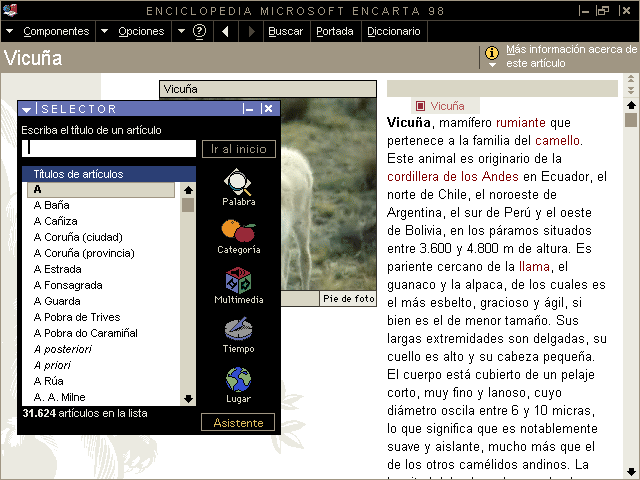 ENCICLOPEDIA MICROSOFT ENCARTA 98
Componentes Opciones ? Buscar Portada Diccionario
Vicuña
Más información acerca de
este artículo
Vicuña
SELECTOR
Escriba el título de un artículo
Ir al inicio
Títulos de artículos
A
A Baña
A Cañiza
A Coruña (ciudad)
A Coruña (provincia)
A Estrada
A Fonsagrada
A Guarda
A Pobra de Trives
A Pobra do Caramiñal
A posteriori
A priori
A Rúa
A. A. Milne
31.624 artículos en la lista
Palabra
Categoría
Multimedia
Tiempo
Lugar
Asistente
Pie de foto
Vicuña
Vicuña, mamífero rumiante que
pertenece a la familia del camello.
Este animal es originario de la
cordillera de los Andes en Ecuador, el
norte de Chile, el noroeste de
Argentina, el sur de Perú y el oeste
de Bolivia, en los páramos situados
entre 3.600 y 4.800 m de altura. Es
pariente cercano de la llama, el
guanaco y la alpaca, de los cuales es
el más esbelto, gracioso y ágil, si
bien es el de menor tamaño. Sus
largas extremidades son delgadas, su
cuello es alto y su cabeza pequeña.
El cuerpo está cubierto de un pelaje
corto, muy fino y lanoso, cuyo
diámetro oscila entre 6 y 10 micras,
lo que significa que es notablemente
suave y aislante, mucho más que el
de los otros camélidos andinos. La